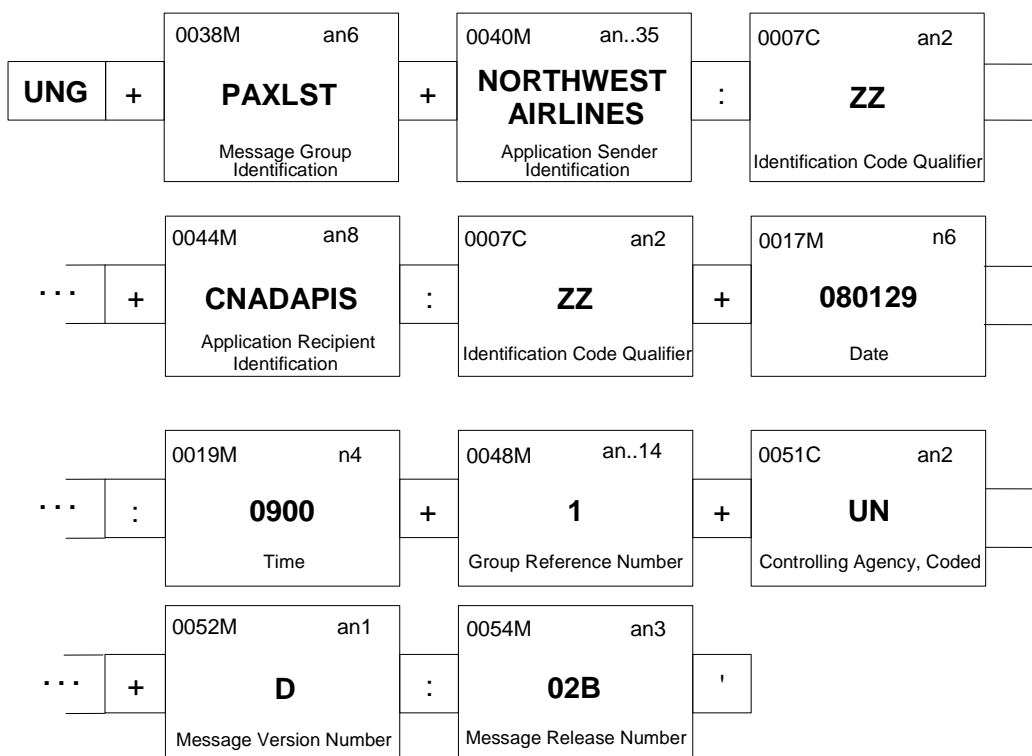 0038M an6 0040M an..35 0007C an2
UNG + PAXLST + NORTHWEST AIRLINES : ZZ
Message Group Identification Application Sender Identification Identification Code Qualifier
0044M an8 0007C an2 0017M n6
... + CNADAPIS : ZZ + 080129
Application Recipient Identification Identification Code Qualifier Date
0019M n4 0048M an..14 0051C an2
... : 0900 + 1 + UN
Time Group Reference Number Controlling Agency, Coded
0052M an1 0054M an3
... + D : 02B '
Message Version Number Message Release Number